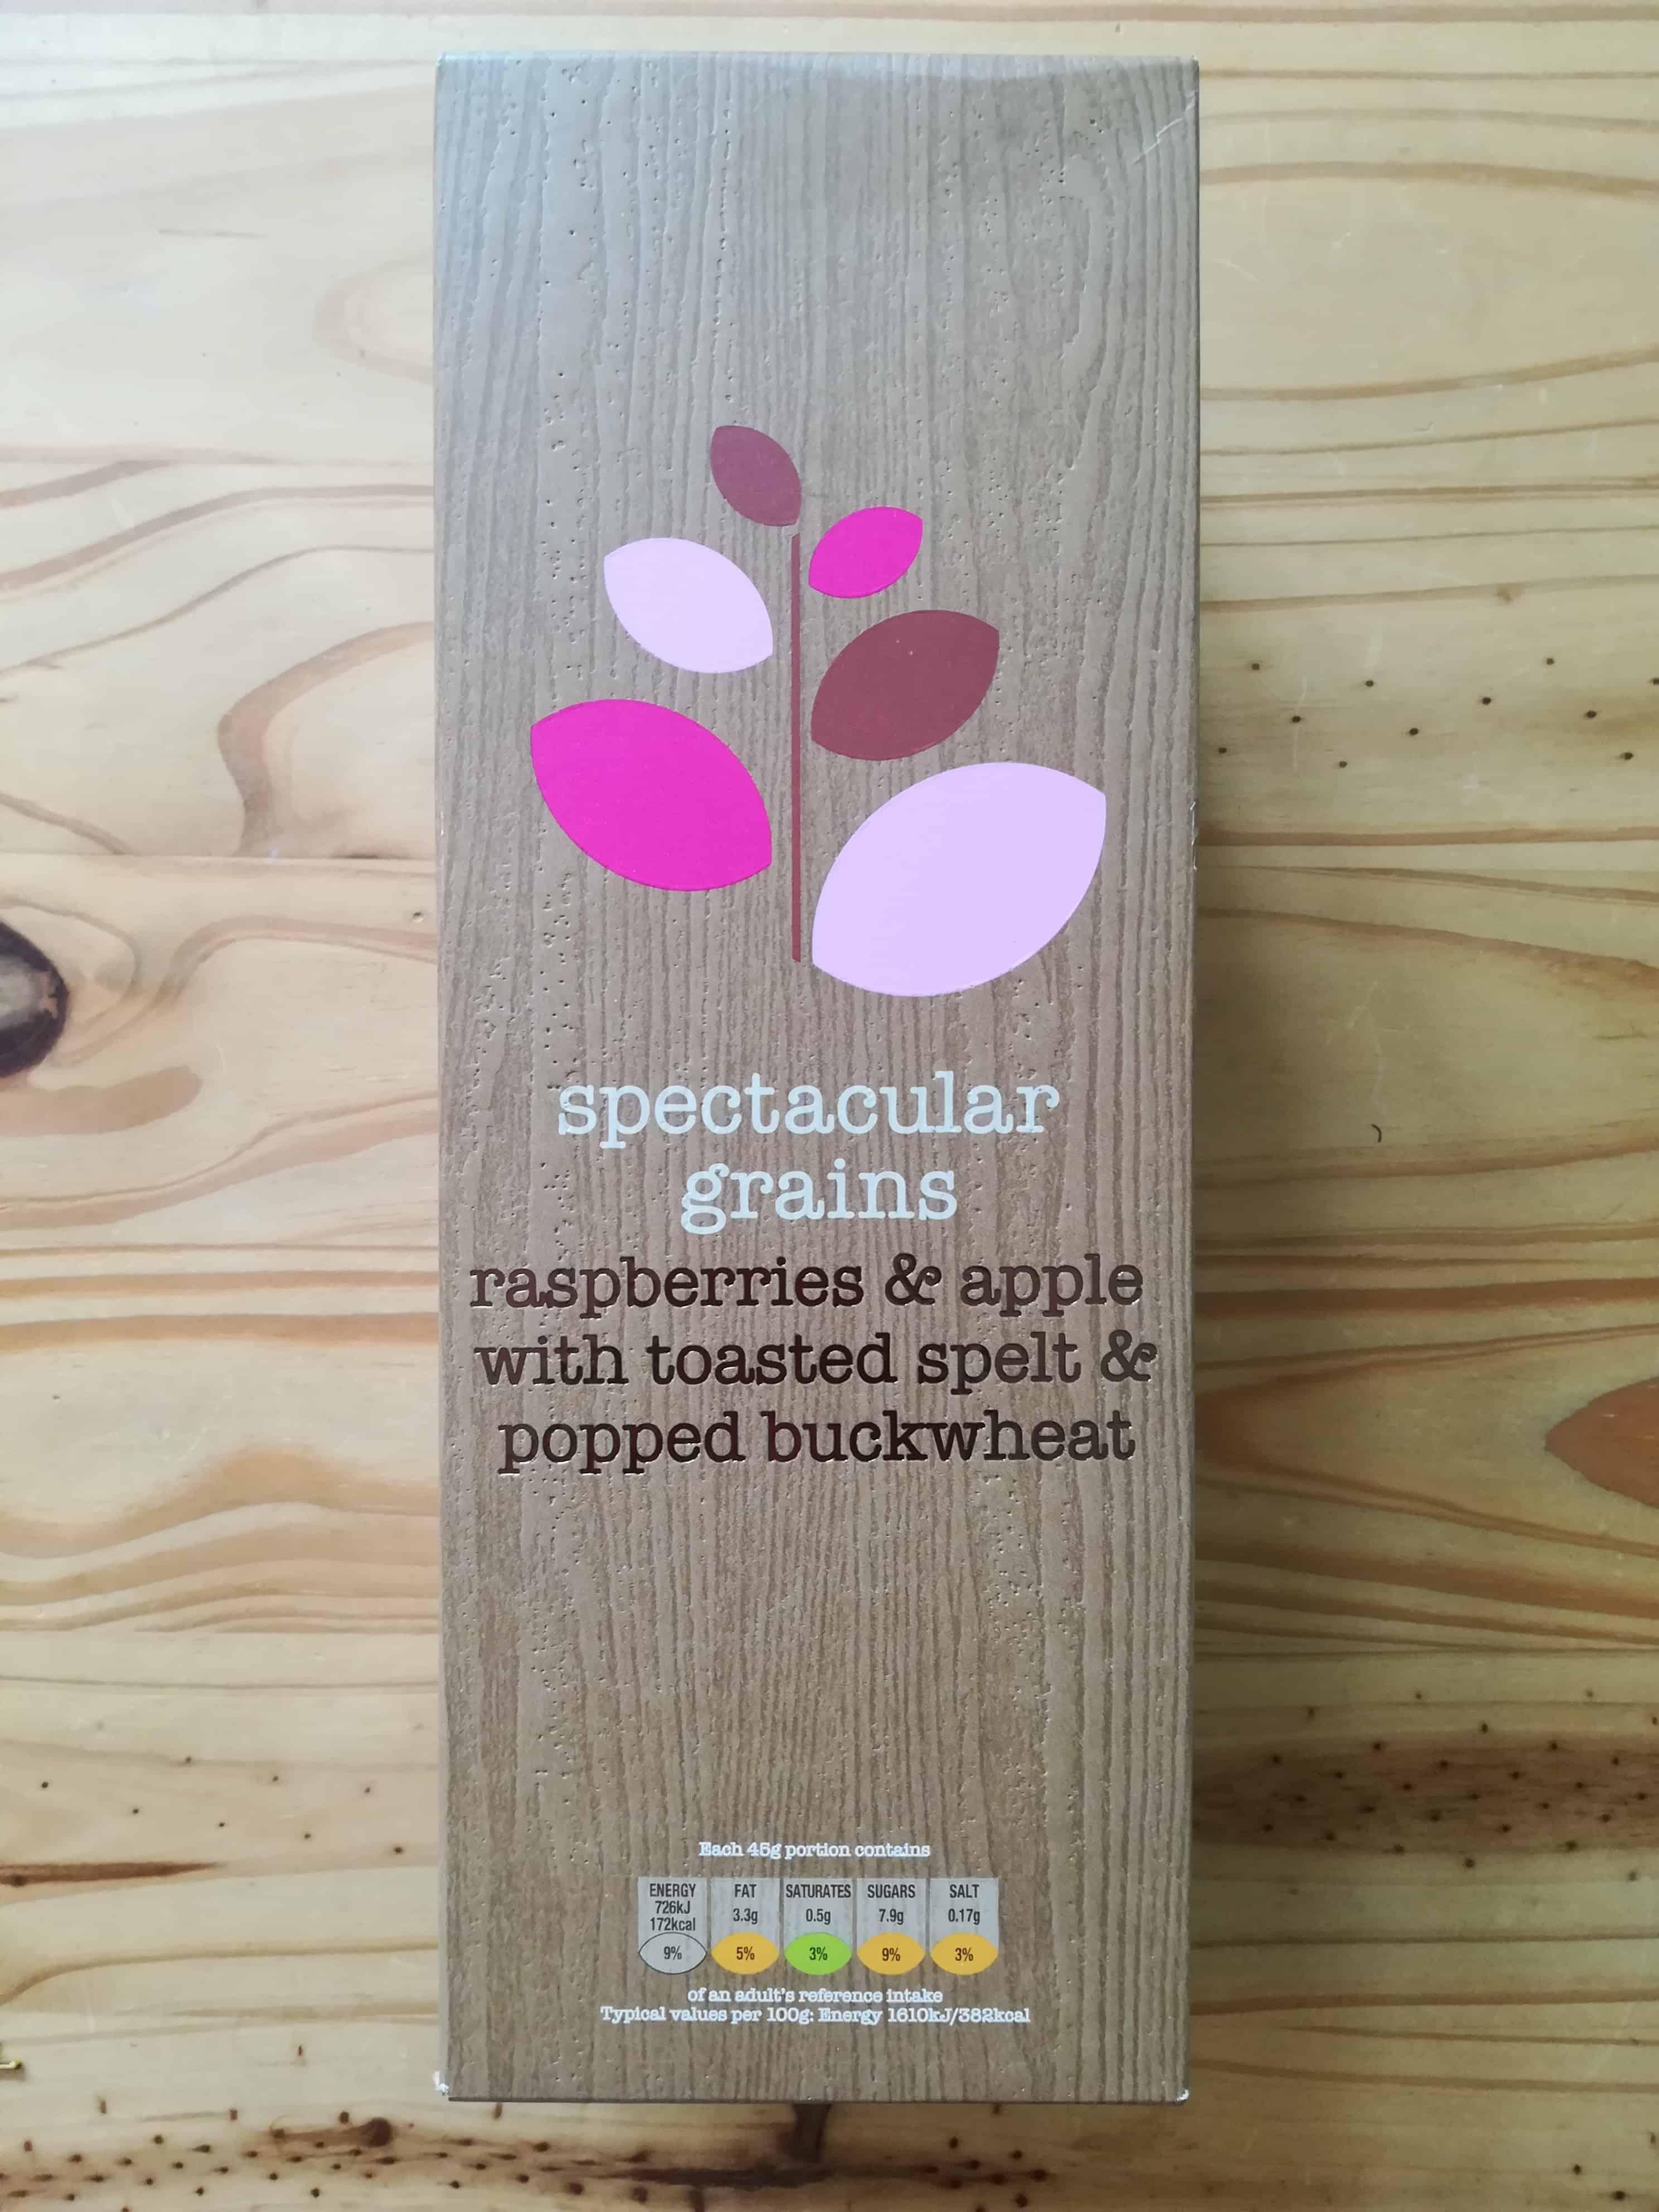 spectacular
grains
raspberries & apple
with toasted spelt &
popped buckwheat
Each 45g portion contains
ENERGY FAT SATURATES SUGARS SALT
726kJ
172kcal 3.3g 0.5g 7.9g 0.17g
9% 5% 3% 9% 3%
of an adult's reference intake
Typical values per 100g: Energy 1610kJ/382kcal